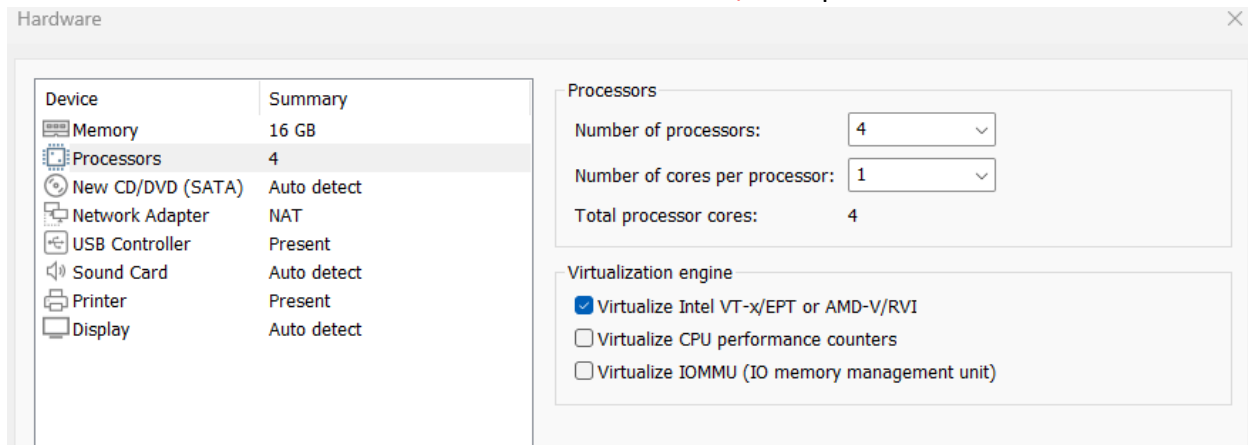 Hardware
Device Summary
Memory 16 GB
Processors 4
New CD/DVD (SATA) Auto detect
Network Adapter NAT
USB Controller Present
Sound Card Auto detect
Printer Present
Display Auto detect
Processors
Number of processors: 4
Number of cores per processor: 1
Total processor cores: 4
Virtualization engine
Virtualize Intel VT-x/EPT or AMD-V/RVI
Virtualize CPU performance counters
Virtualize IOMMU (IO memory management unit)